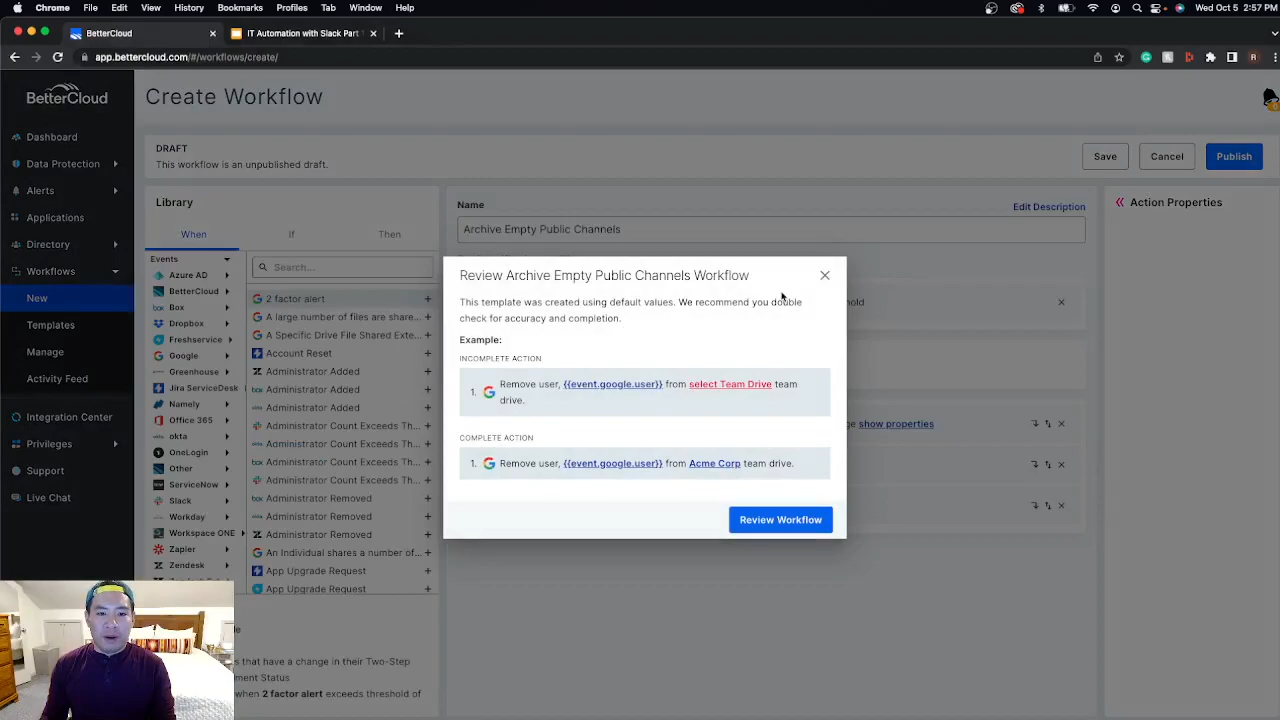 Chrome File Edit View History Bookmarks Profiles Tab Window Help Wed Oct 5 2:57 PM
BetterCloud IT Automation with Slack Part
app.bettercloud.com/#/workflows/create/
BetterCloud
Dashboard
Data Protection
Alerts
Applications
Directory
Workflows
New
Templates
Manage
Activity Feed
Integration Center
Privileges
Support
Live Chat
Create Workflow
DRAFT
This workflow is an unpublished draft.
Save Cancel Publish
Library
When If Then
Events
Azure AD
BetterCloud
Box
Dropbox
Freshservice
Google
Greenhouse
Jira ServiceDesk
Namely
Office 365
okta
OneLogin
Other
ServiceNow
Slack
Workday
Workspace ONE
Zapier
Zendesk
Search...
2 factor alert
A large number of files are share...
A Specific Drive File Shared Exte...
Account Reset
Administrator Added
Administrator Added
Administrator Added
Administrator Count Exceeds Th...
Administrator Count Exceeds Th...
Administrator Count Exceeds Th...
Administrator Count Exceeds Th...
Administrator Removed
Administrator Removed
Administrator Removed
An Individual shares a number of...
App Upgrade Request
App Upgrade Request
s that have a change in their Two-Step
ment Status
when 2 factor alert exceeds threshold of
Name
Edit Description
Archive Empty Public Channels
hold
ge show properties
Action Properties
Review Archive Empty Public Channels Workflow
This template was created using default values. We recommend you double
check for accuracy and completion.
Example:
INCOMPLETE ACTION
1. Remove user, {{event.google.user}} from select Team Drive team
drive.
COMPLETE ACTION
1. Remove user, {{event.google.user}} from Acme Corp team drive.
Review Workflow